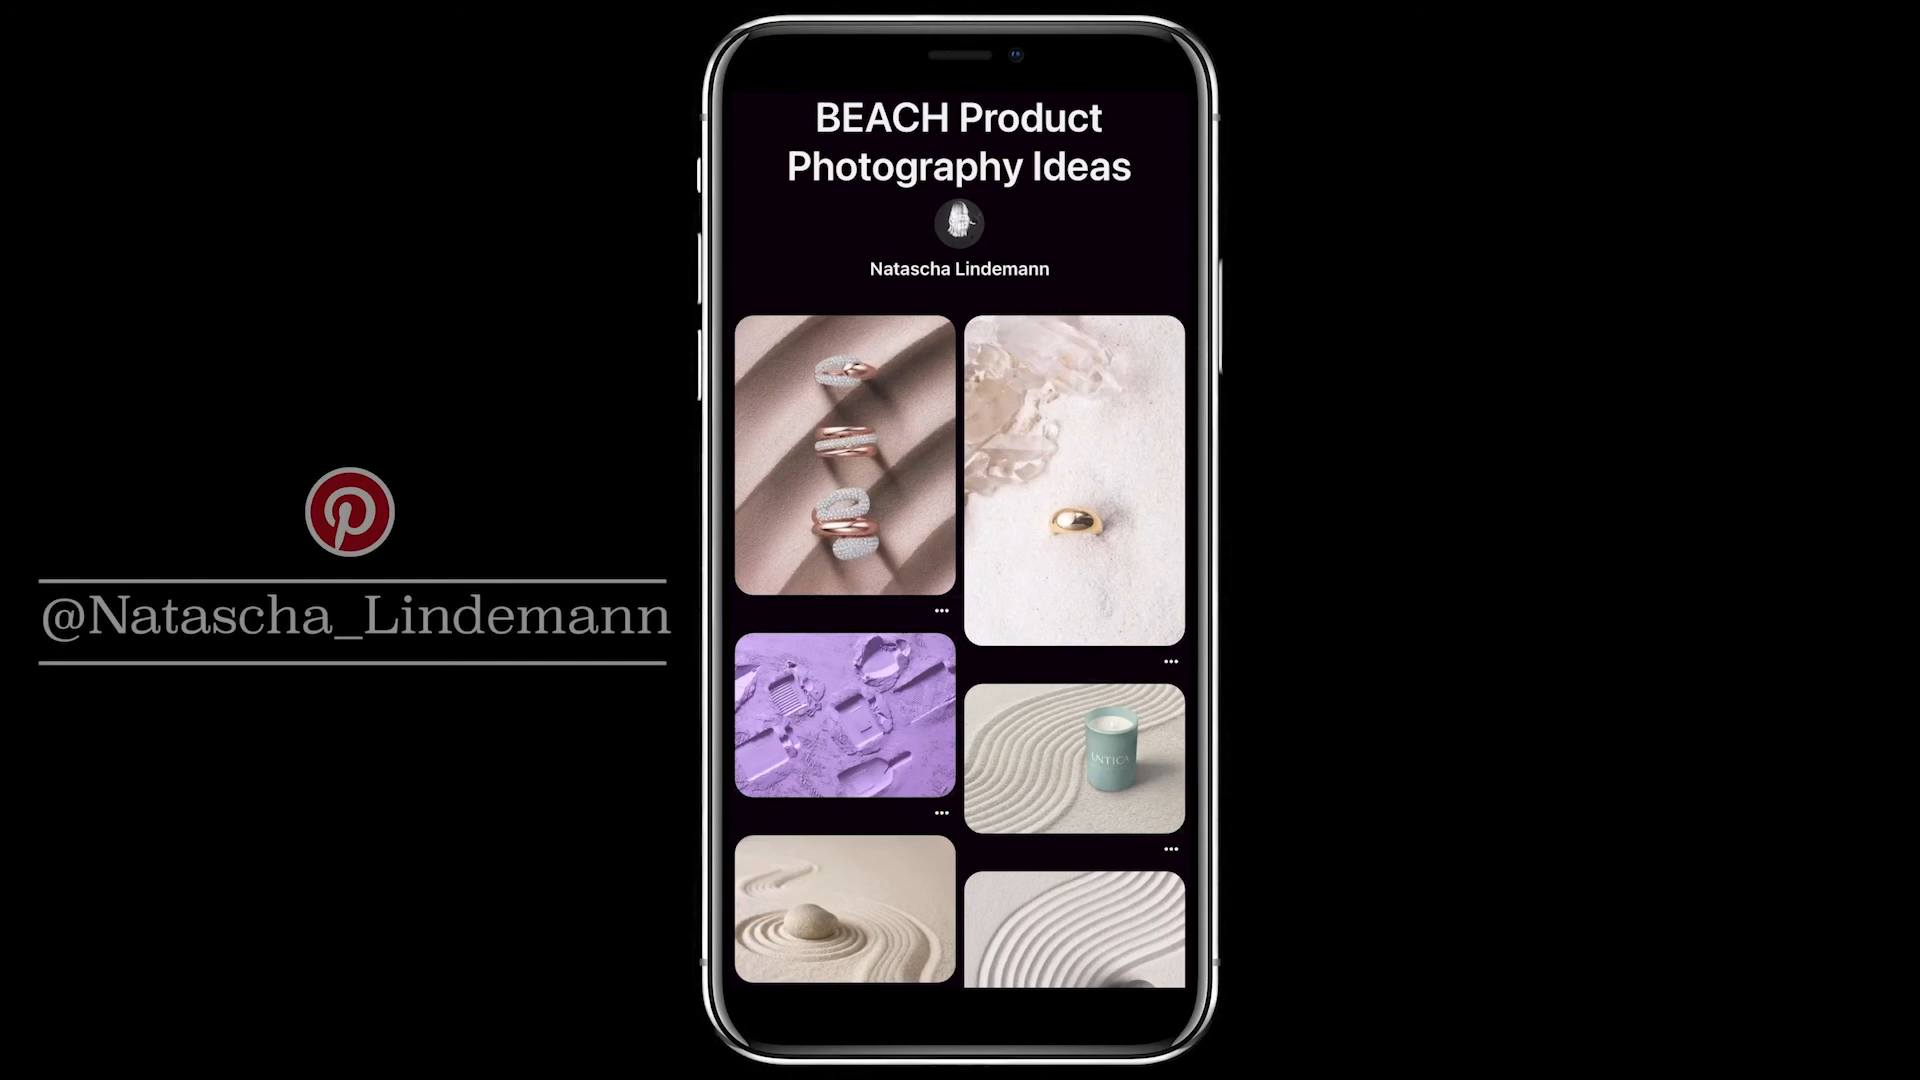 BEACH Product
Photography Ideas
Natascha Lindemann
@Natascha_Lindemann